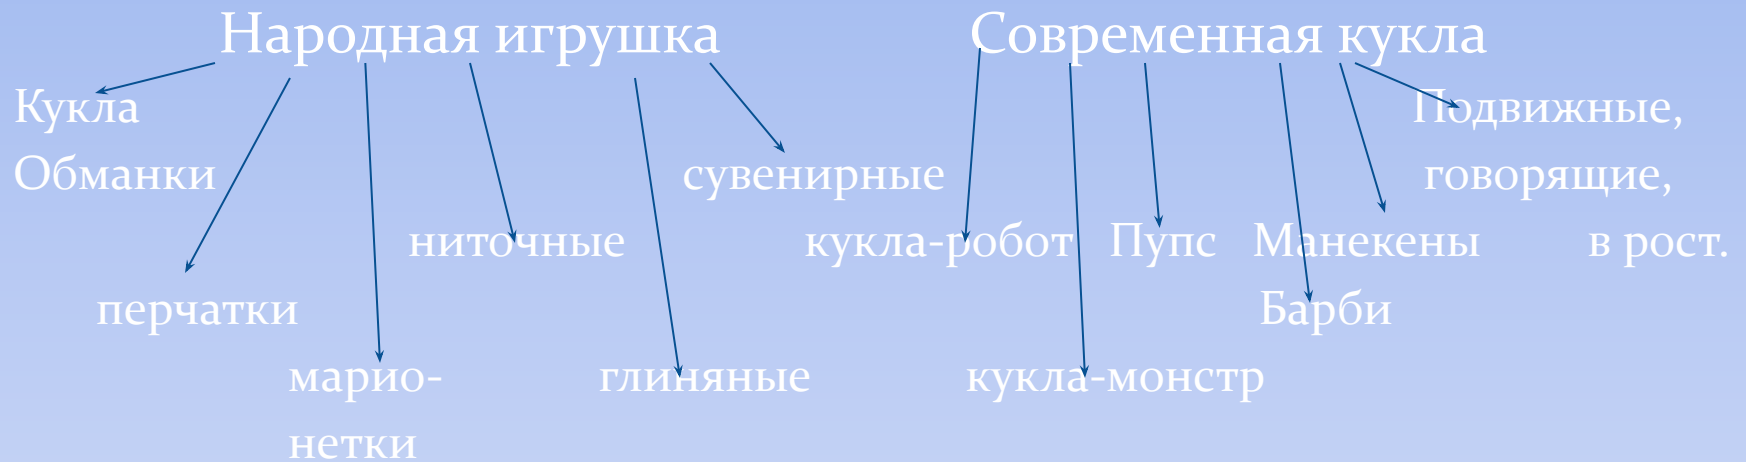 Народная игрушка Современная кукла
Кукла Подвижные,
Обманки сувенирные говорящие,
ниточные кукла-робот Пупс Манекены в рост.
перчатки Барби
марио- глиняные кукла-монстр
нетки